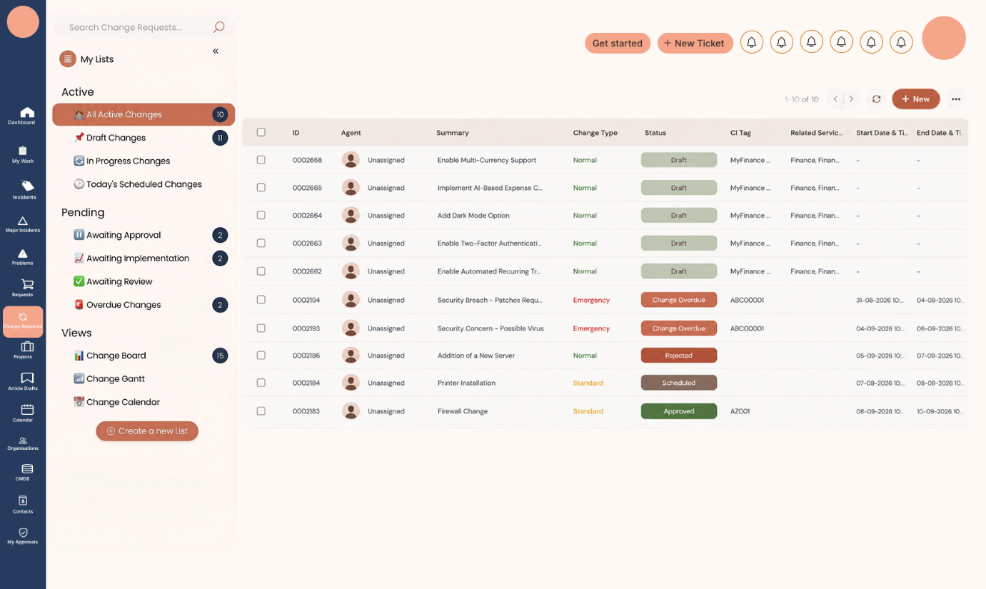 Search Change Requests...
My Lists
Active
All Active Changes 10
Draft Changes 11
In Progress Changes
Today's Scheduled Changes
Pending
Awaiting Approval 2
Awaiting Implementation 2
Awaiting Review
Overdue Changes 2
Views
Change Board 15
Change Gantt
Change Calendar
Create a new List
Dashboard
My Work
Incidents
Major Incidents
Problems
Requests
Change Requests
Projects
Article Drafts
Calendar
Organisations
CMDB
Contacts
My Approvals
Get started
+ New Ticket
1-10 of 10
+ New
ID Agent Summary Change Type Status CI Tag Related Servic... Start Date & Ti.. End Date & Ti
0002668 Unassigned Enable Multi-Currency Support Normal Draft MyFinance ... Finance, Finan... - -
0002665 Unassigned Implement AI-Based Expense C... Normal Draft MyFinance ... Finance, Finan... - -
0002664 Unassigned Add Dark Mode Option Normal Draft MyFinance ... Finance, Finan... - -
0002663 Unassigned Enable Two-Factor Authenticati.. Normal Draft MyFinance ... Finance, Finan... - -
0002662 Unassigned Enable Automated Recurring Tr... Normal Draft MyFinance ... Finance, Finan... - -
0002194 Unassigned Security Breach - Patches Requ... Emergency Change Overdue ABC00001 31-08-2026 10:... 04-09-2026 10..
0002193 Unassigned Security Concern - Possible Virus Emergency Change Overdue ABC00001 04-09-2026 10:.. 06-09-2026 10..
0002186 Unassigned Addition of a New Server Normal Rejected 05-09-2026 10:.. 07-09-2026 10..
0002184 Unassigned Printer Installation Standard Scheduled 07-09-2026 10:.. 08-09-2026 10..
0002183 Unassigned Firewall Change Standard Approved AZ001 08-09-2026 10:.. 10-09-2026 10..